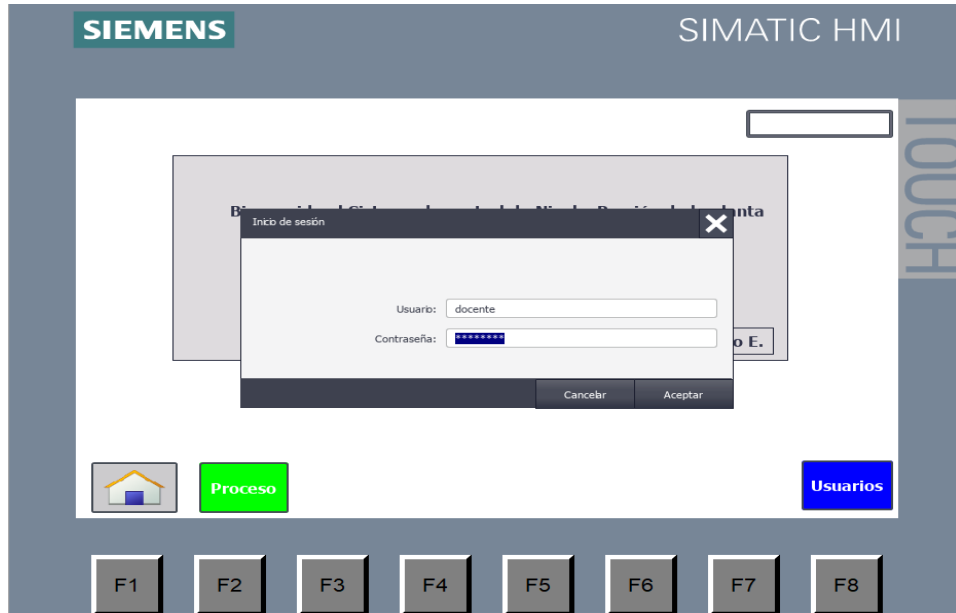 SIEMENS
SIMATIC HMI
TOUCH
nta
Inicio de sesión
Usuario: docente
Contraseña: ********
o E.
Cancelar Aceptar
Proceso
Usuarios
F1 F2 F3 F4 F5 F6 F7 F8